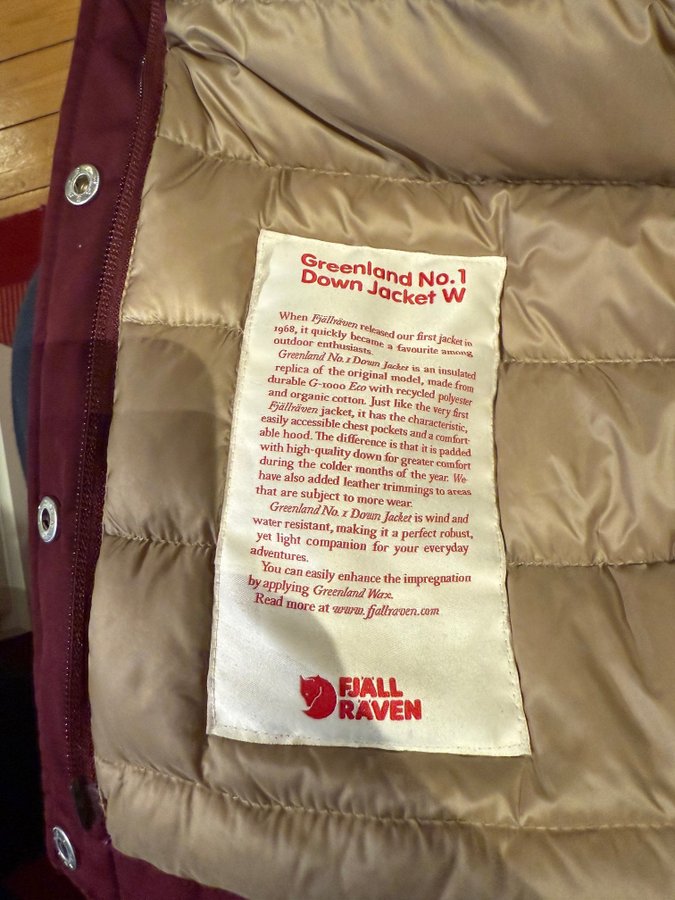 Greenland No.1
Down Jacket W
When Fjällräven released our first jacket in
1968, it quickly became a favourite among
outdoor enthusiasts.
Greenland No. 1 Down Jacket is an insulated
replica of the original model, made from
durable G-1000 Eco with recycled polyester
and organic cotton. Just like the very first
Fjällräven jacket, it has the characteristic,
easily accessible chest pockets and a comfort-
able hood. The difference is that it is padded
with high-quality down for greater comfort
during the colder months of the year. We
have also added leather trimmings to areas
that are subject to more wear.
Greenland No. 1 Down Jacket is wind and
water resistant, making it a perfect robust,
yet light companion for your everyday
adventures.
You can easily enhance the impregnation
by applying Greenland Wax.
Read more at www.fjallraven.com
FJÄLL
RÄVEN